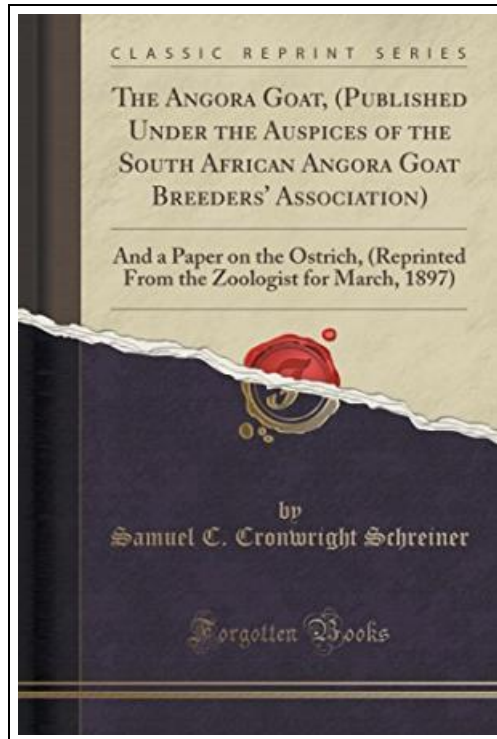 CLASSIC REPRINT SERIES
THE ANGORA GOAT, (PUBLISHED
UNDER THE AUSPICES OF THE
SOUTH AFRICAN ANGORA GOAT
BREEDERS' ASSOCIATION)
AND A PAPER ON THE OSTRICH, (REPRINTED
FROM THE ZOOLOGIST FOR MARCH, 1897)
by
Samuel C. Cronwright Schreiner
Forgotten Books